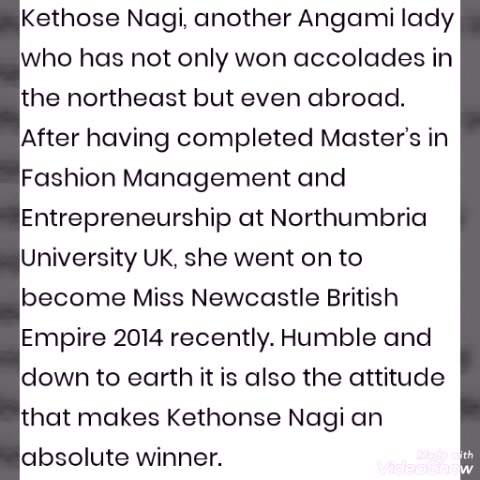 Kethose Nagi, another Angami lady
who has not only won accolades in
the northeast but even abroad.
After having completed Master's in
Fashion Management and
Entrepreneurship at Northumbria
University UK, she went on to
become Miss Newcastle British
Empire 2014 recently. Humble and
down to earth it is also the attitude
that makes Kethonse Nagi an
absolute winner.
Made with
VideoShow